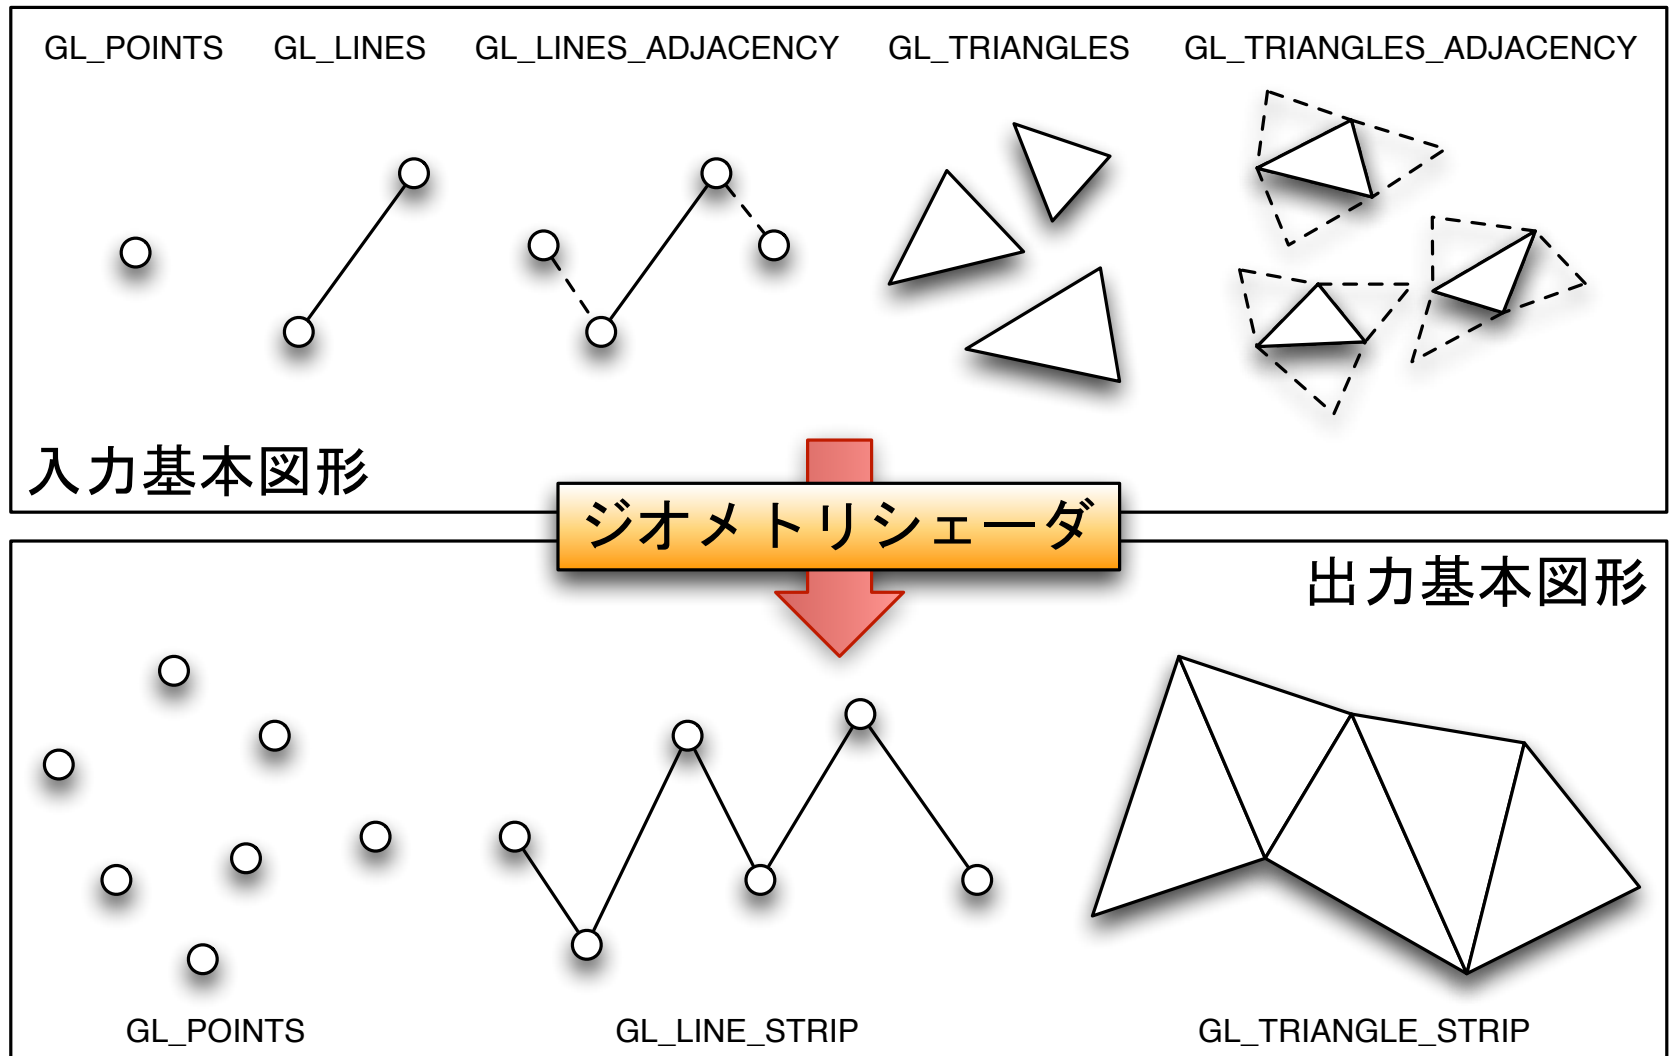 GL_POINTS
GL_LINES
GL_LINES_ADJACENCY
GL_TRIANGLES
GL_TRIANGLES_ADJACENCY
入力基本図形
ジオメトリシェーダ
出力基本図形
GL_POINTS
GL_LINE_STRIP
GL_TRIANGLE_STRIP